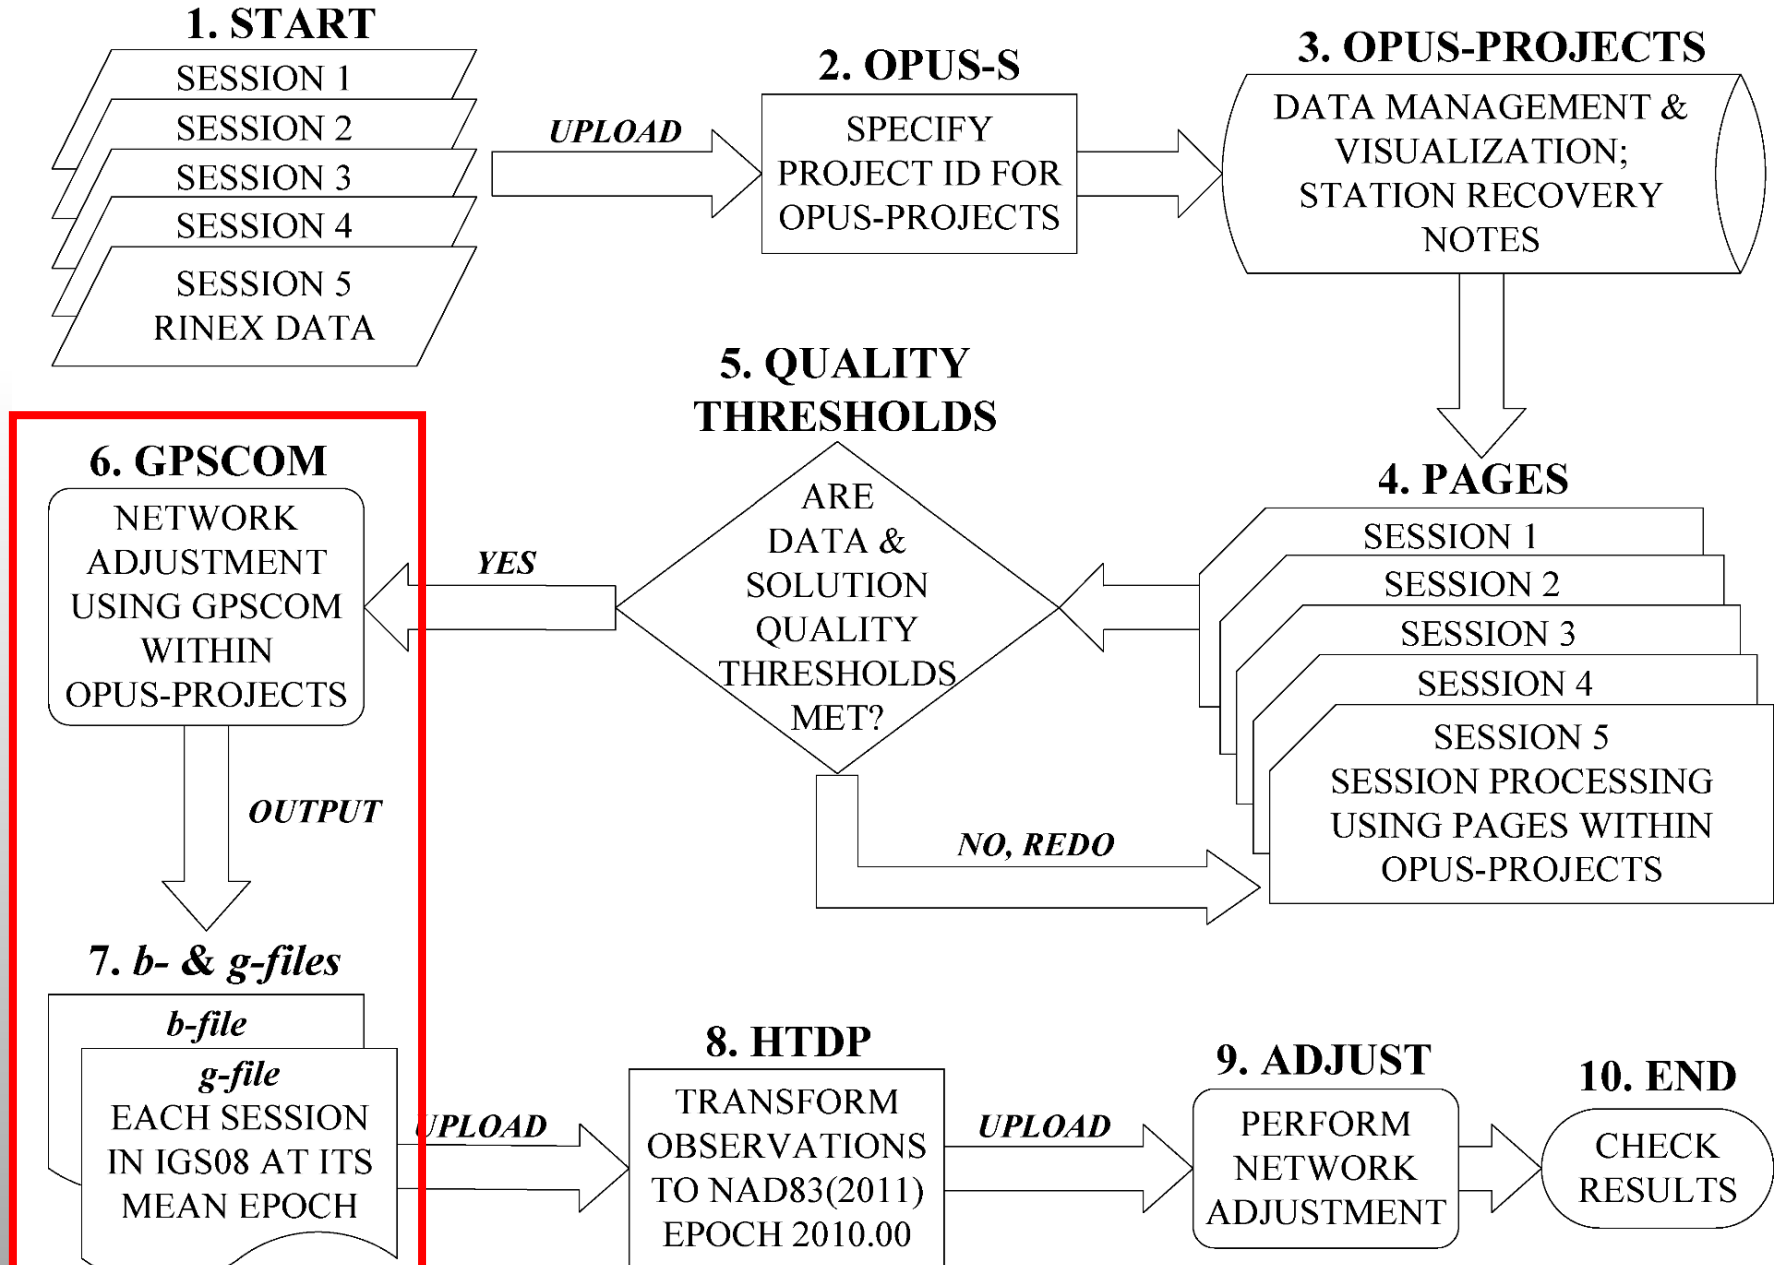 1. START
SESSION 1
SESSION 2
SESSION 3
SESSION 4
SESSION 5
RINEX DATA
UPLOAD
2. OPUS-S
SPECIFY
PROJECT ID FOR
OPUS-PROJECTS
3. OPUS-PROJECTS
DATA MANAGEMENT &
VISUALIZATION;
STATION RECOVERY
NOTES
4. PAGES
SESSION 1
SESSION 2
SESSION 3
SESSION 4
SESSION 5
SESSION PROCESSING
USING PAGES WITHIN
OPUS-PROJECTS
5. QUALITY
THRESHOLDS
ARE
DATA &
SOLUTION
QUALITY
THRESHOLDS
MET?
NO, REDO
YES
6. GPSCOM
NETWORK
ADJUSTMENT
USING GPSCOM
WITHIN
OPUS-PROJECTS
OUTPUT
7. b- & g-files
b-file
g-file
EACH SESSION
IN IGS08 AT ITS
MEAN EPOCH
UPLOAD
8. HTDP
TRANSFORM
OBSERVATIONS
TO NAD83(2011)
EPOCH 2010.00
UPLOAD
9. ADJUST
PERFORM
NETWORK
ADJUSTMENT
10. END
CHECK
RESULTS